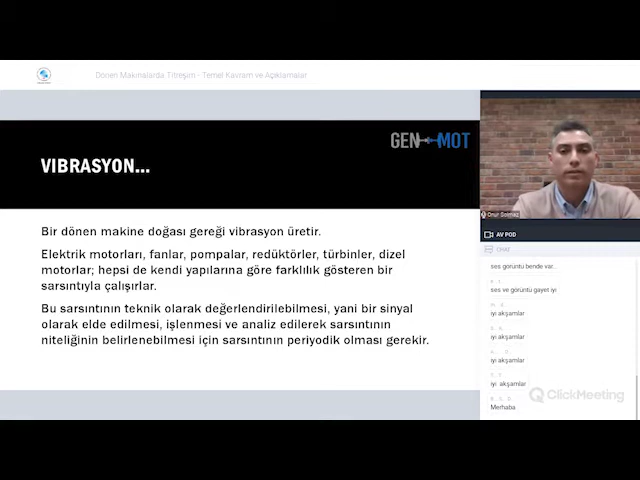 Dönen Makinalarda Titreşim - Temel Kavram ve Açıklamalar
GEN MOT
VIBRASYON...
Bir dönen makine doğası gereği vibrasyon üretir.
Elektrik motorları, fanlar, pompalar, redüktörler, türbinler, dizel
motorlar; hepsi de kendi yapılarına göre farklılık gösteren bir
sarsıntıyla çalışırlar.
Bu sarsıntının teknik olarak değerlendirilebilmesi, yani bir sinyal
olarak elde edilmesi, işlenmesi ve analiz edilerek sarsıntının
niteliğinin belirlenebilmesi için sarsıntının periyodik olması gerekir.
Onur Solmaz
AV POD
CHAT
ses görüntü bende var...
ses ve görüntü gayet iyi
iyi akşamlar
iyi akşamlar
iyi akşamlar
iyi akşamlar
Merhaba
ClickMeeting